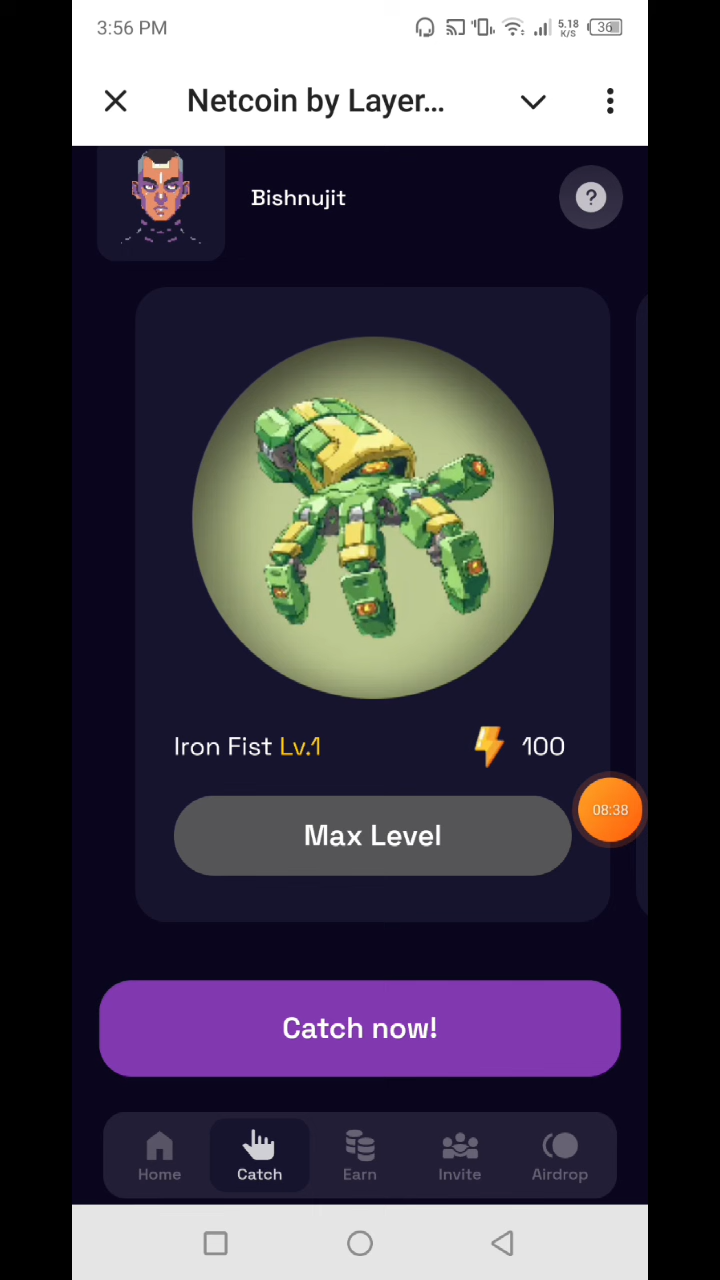 3:56 PM
5.18
K/S
36
Netcoin by Layer...
Bishnujit
?
Iron Fist Lv.1
100
08:38
Max Level
Catch now!
Home
Catch
Earn
Invite
Airdrop